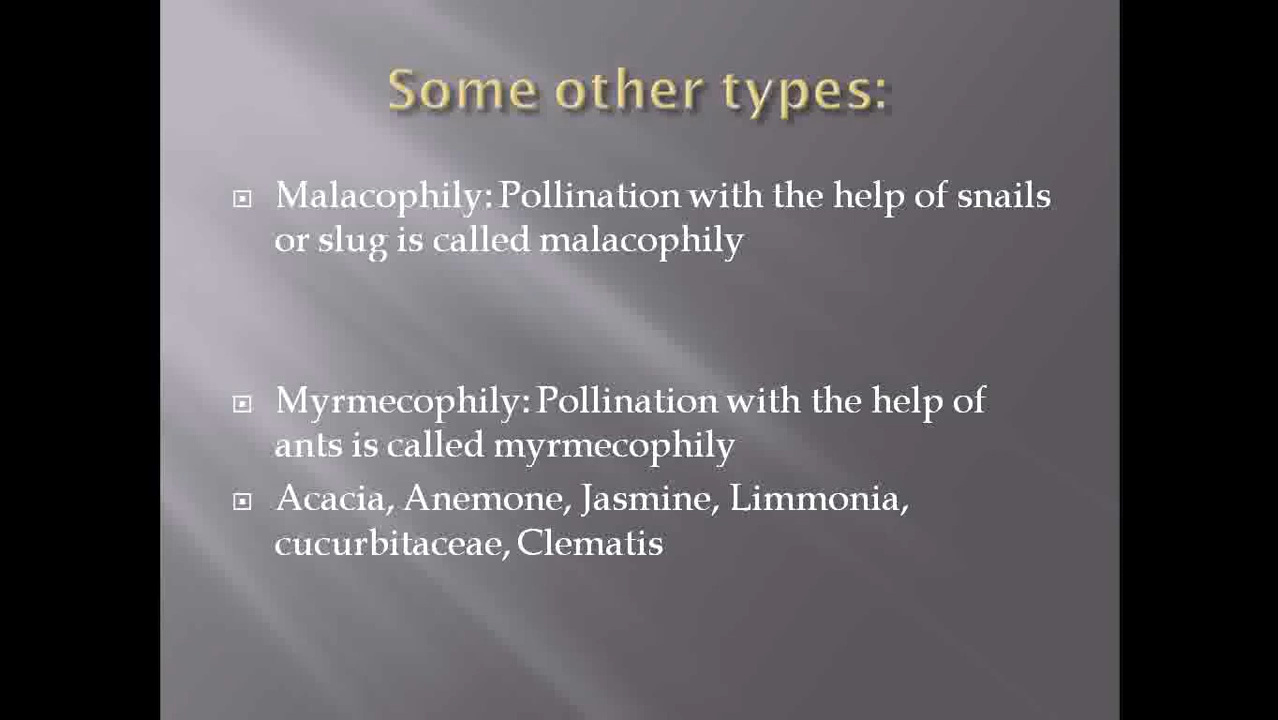 Some other types:
Malacophily: Pollination with the help of snails
or slug is called malacophily
Myrmecophily: Pollination with the help of
ants is called myrmecophily
Acacia, Anemone, Jasmine, Limmonia,
cucurbitaceae, Clematis